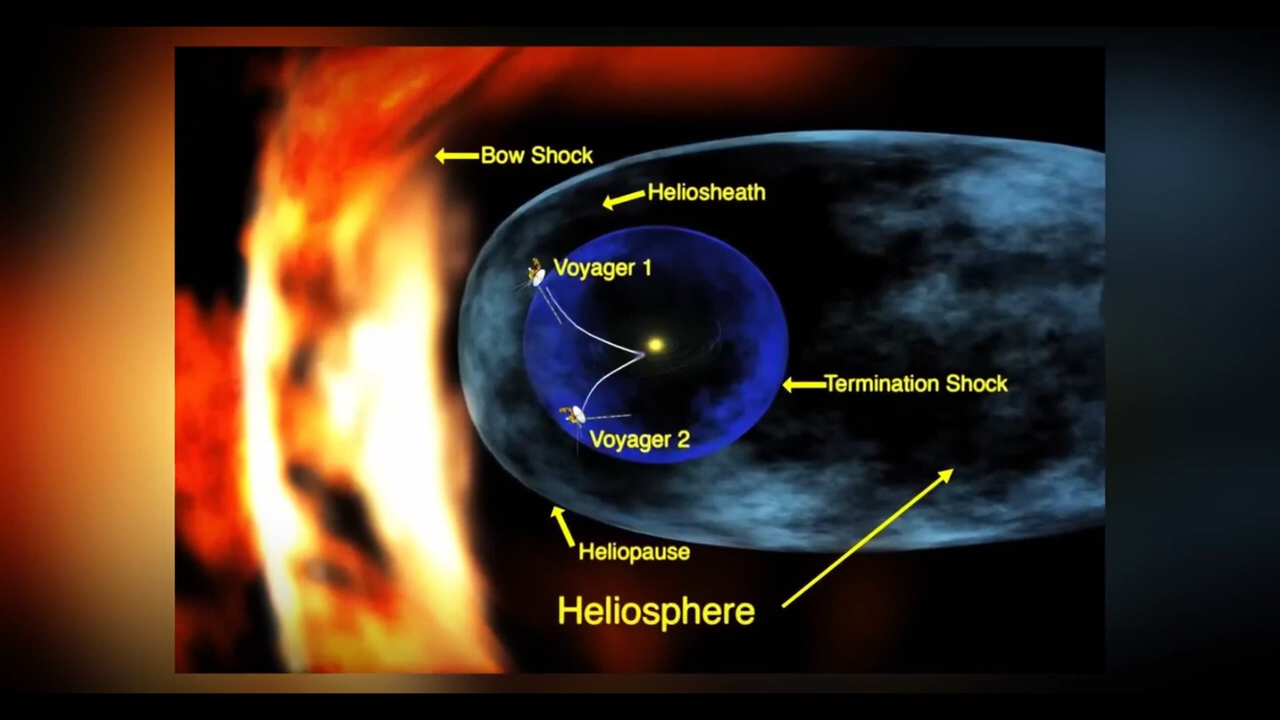 Bow Shock
Heliosheath
Voyager 1
Termination Shock
Voyager 2
Heliopause
Heliosphere